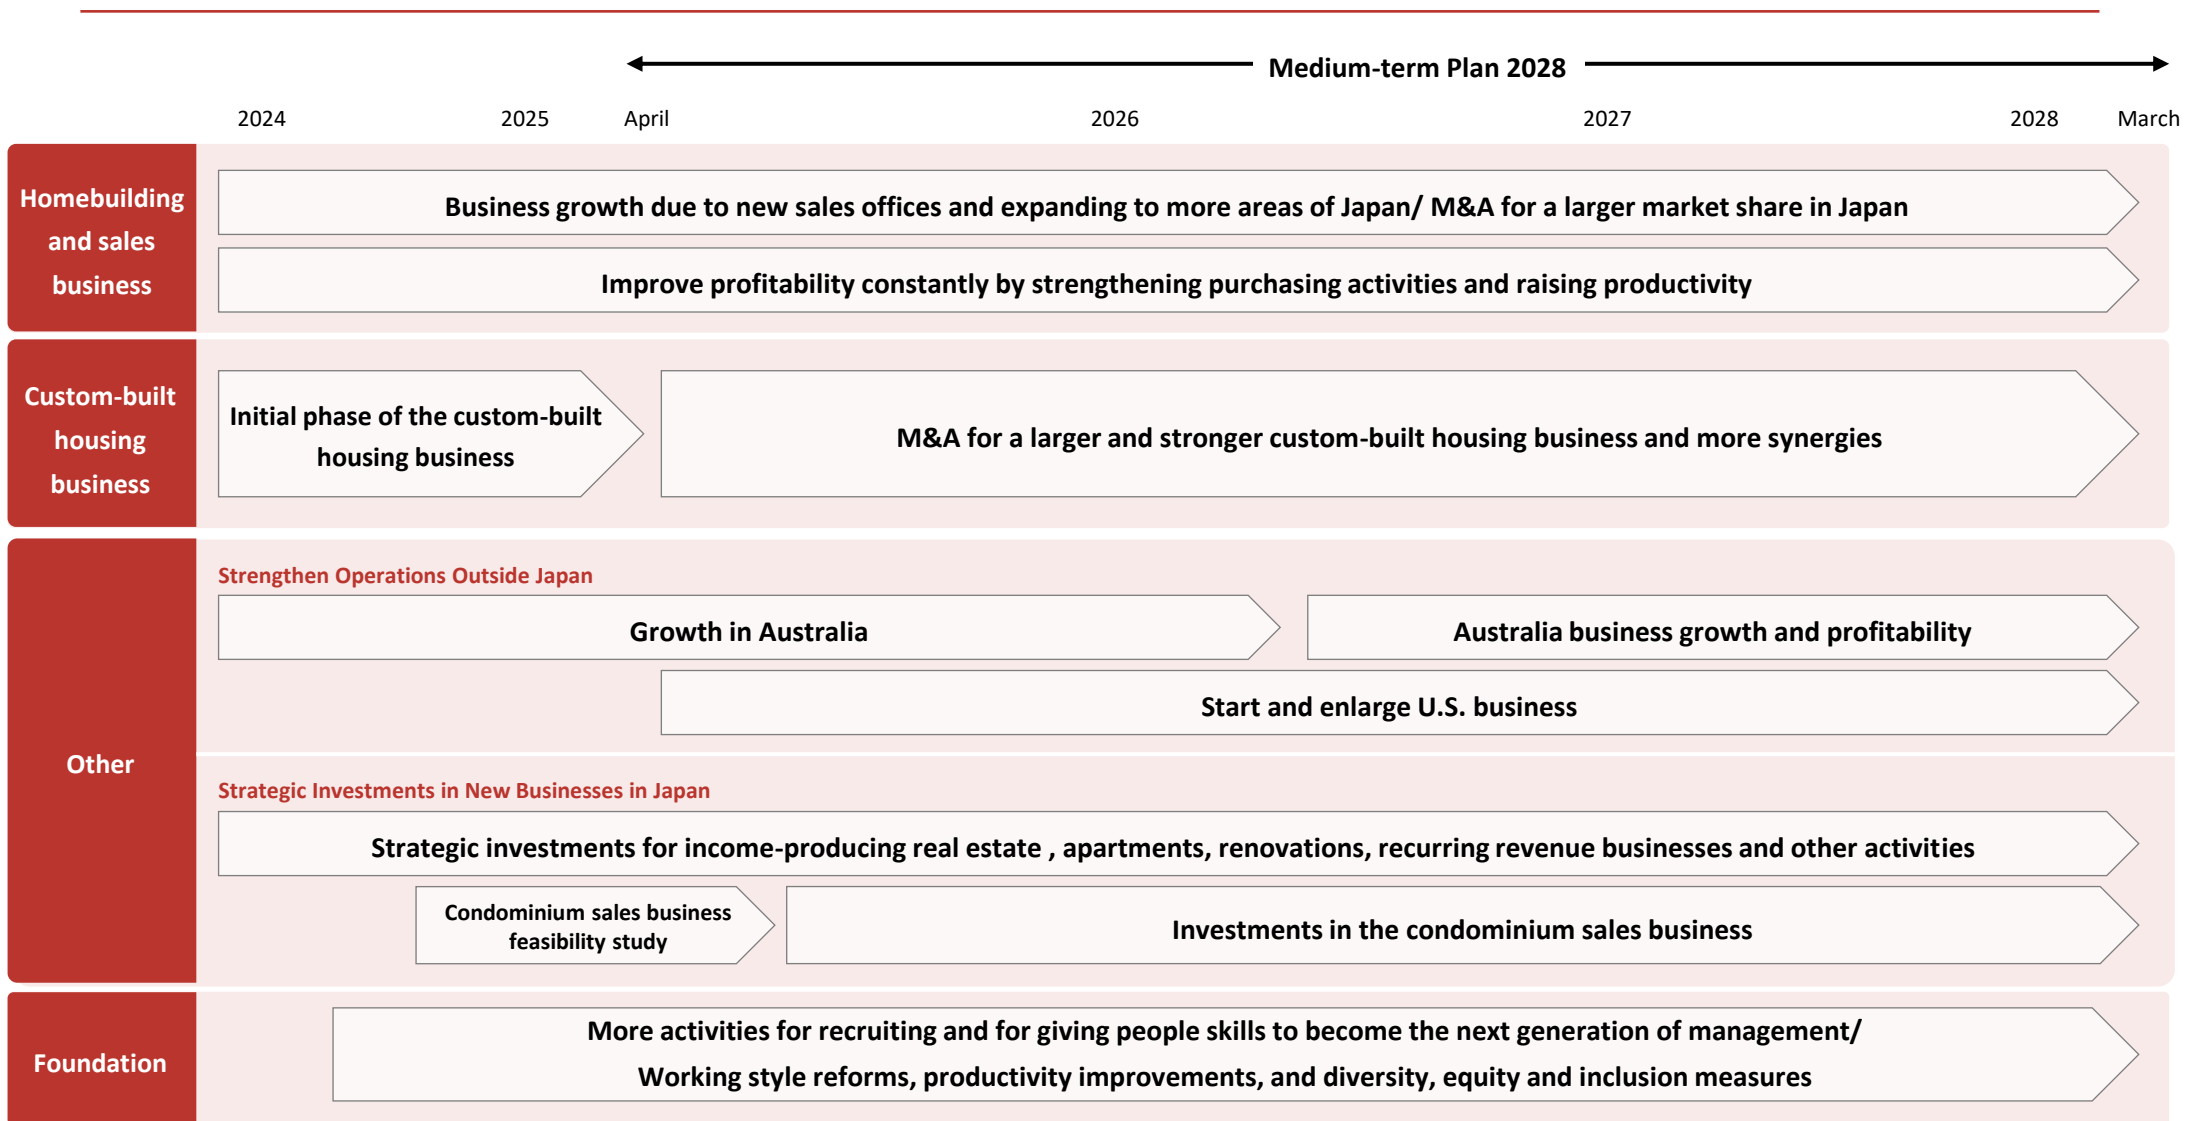 Medium-term Plan 2028
2024 2025 April 2026 2027 2028 March
Homebuilding
and sales
business
Business growth due to new sales offices and expanding to more areas of Japan/ M&A for a larger market share in Japan
Improve profitability constantly by strengthening purchasing activities and raising productivity
Custom-built
housing
business
Initial phase of the custom-built
housing business
M&A for a larger and stronger custom-built housing business and more synergies
Other
Strengthen Operations Outside Japan
Growth in Australia
Australia business growth and profitability
Start and enlarge U.S. business
Strategic Investments in New Businesses in Japan
Strategic investments for income-producing real estate , apartments, renovations, recurring revenue businesses and other activities
Condominium sales business
feasibility study
Investments in the condominium sales business
Foundation
More activities for recruiting and for giving people skills to become the next generation of management/
Working style reforms, productivity improvements, and diversity, equity and inclusion measures